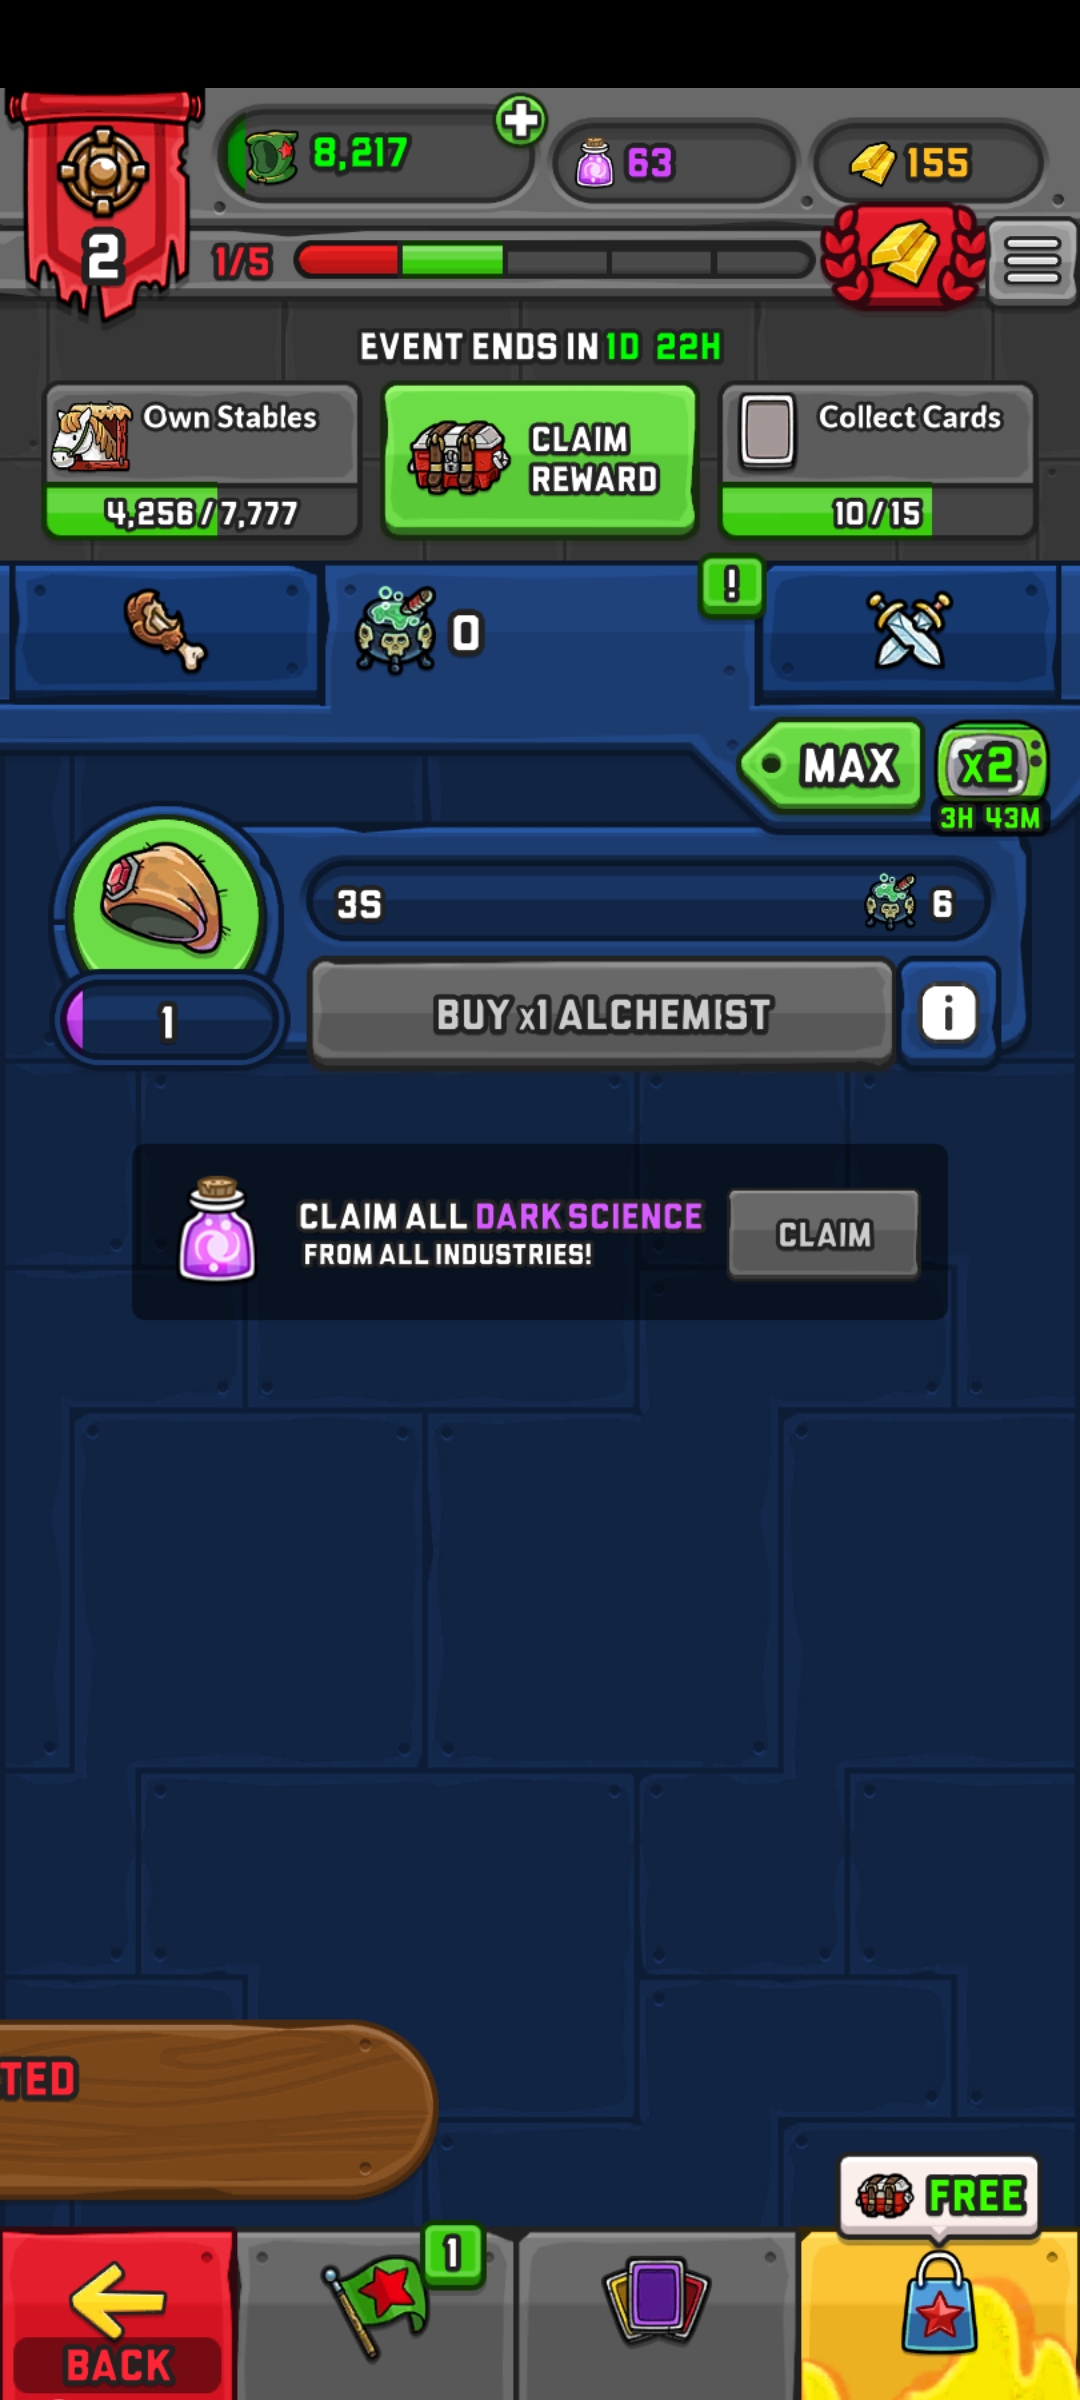 8,217
63
155
2
1/5
EVENT ENDS IN 1D 22H
Own Stables
4,256/7,777
CLAIM
REWARD
Collect Cards
10/15
0
!
MAX
x2
3H 43M
3S
6
1
BUY x1 ALCHEMIST
i
CLAIM ALL DARK SCIENCE
FROM ALL INDUSTRIES!
CLAIM
TED
FREE
1
BACK